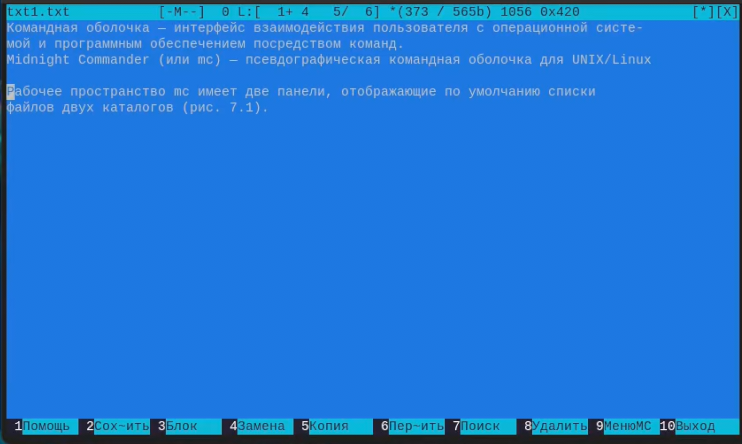 txt1.txt [-M--] 0 L:[ 1+ 4 5/ 6] *(373 / 565b) 1056 0x420 [*][X]
Командная оболочка — интерфейс взаимодействия пользователя с операционной систе-
мой и программным обеспечением посредством команд.
Midnight Commander (или mc) — псевдографическая командная оболочка для UNIX/Linux
Рабочее пространство mc имеет две панели, отображающие по умолчанию списки
файлов двух каталогов (рис. 7.1).
1Помощь 2Сох~ить 3Блок 4Замена 5Копия 6Пер~ить 7Поиск 8Удалить 9МенюMC 10Выход